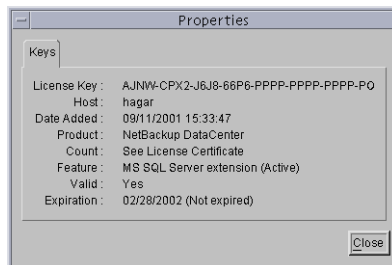 Properties
Keys
License Key : AJNW-CPX2-J6J8-66P6-PPPP-PPPP-PPPP-PO
Host : hagar
Date Added : 09/11/2001 15:33:47
Product : NetBackup DataCenter
Count : See License Certificate
Feature : MS SQL Server extension (Active)
Valid : Yes
Expiration : 02/28/2002 (Not expired)
Close